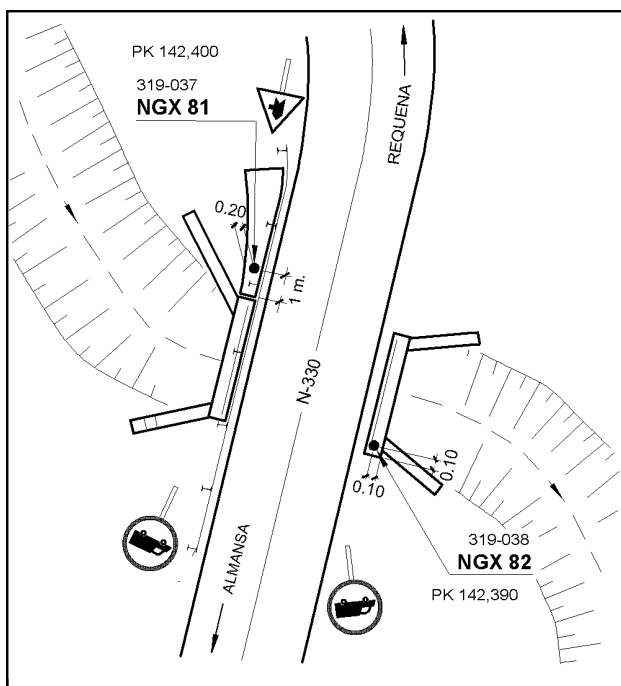 PK 142,400
319-037
NGX 81
REQUENA
0.20
1 m.
N-330
0.10
0.10
319-038
NGX 82
PK 142,390
ALMANSA